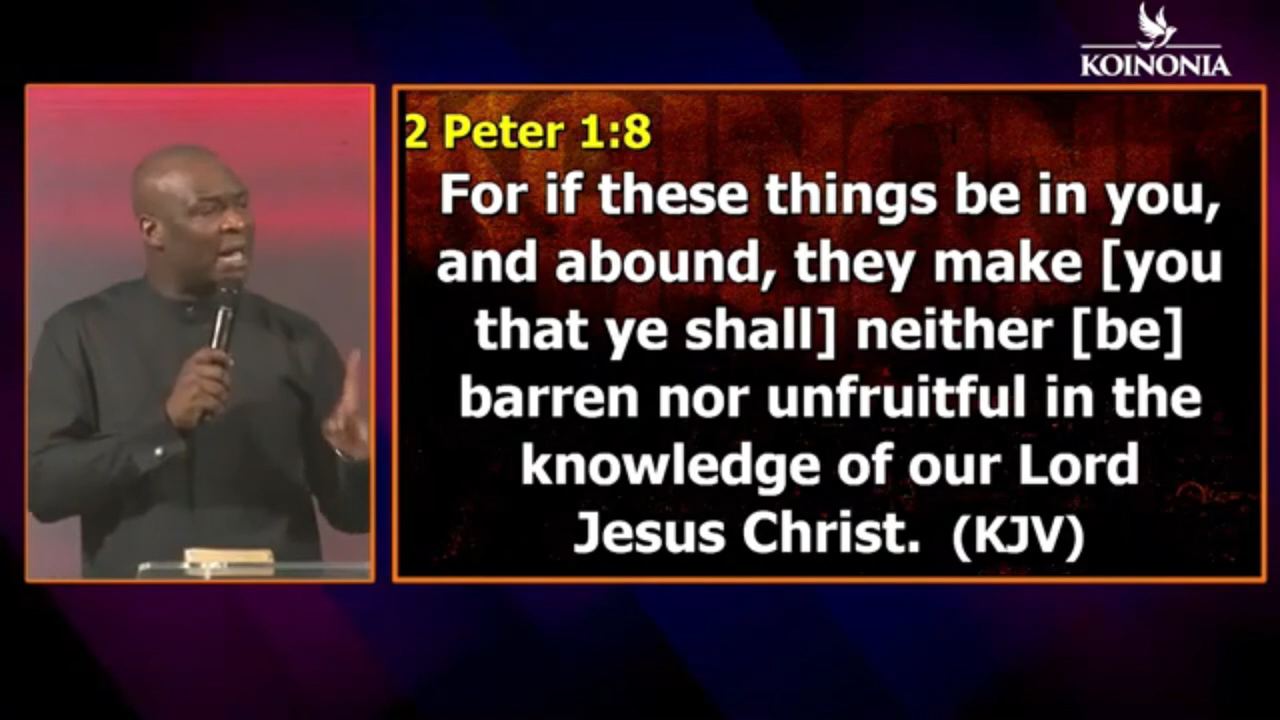 KOINONIA
2 Peter 1:8
For if these things be in you,
and abound, they make [you
that ye shall] neither [be]
barren nor unfruitful in the
knowledge of our Lord
Jesus Christ. (KJV)